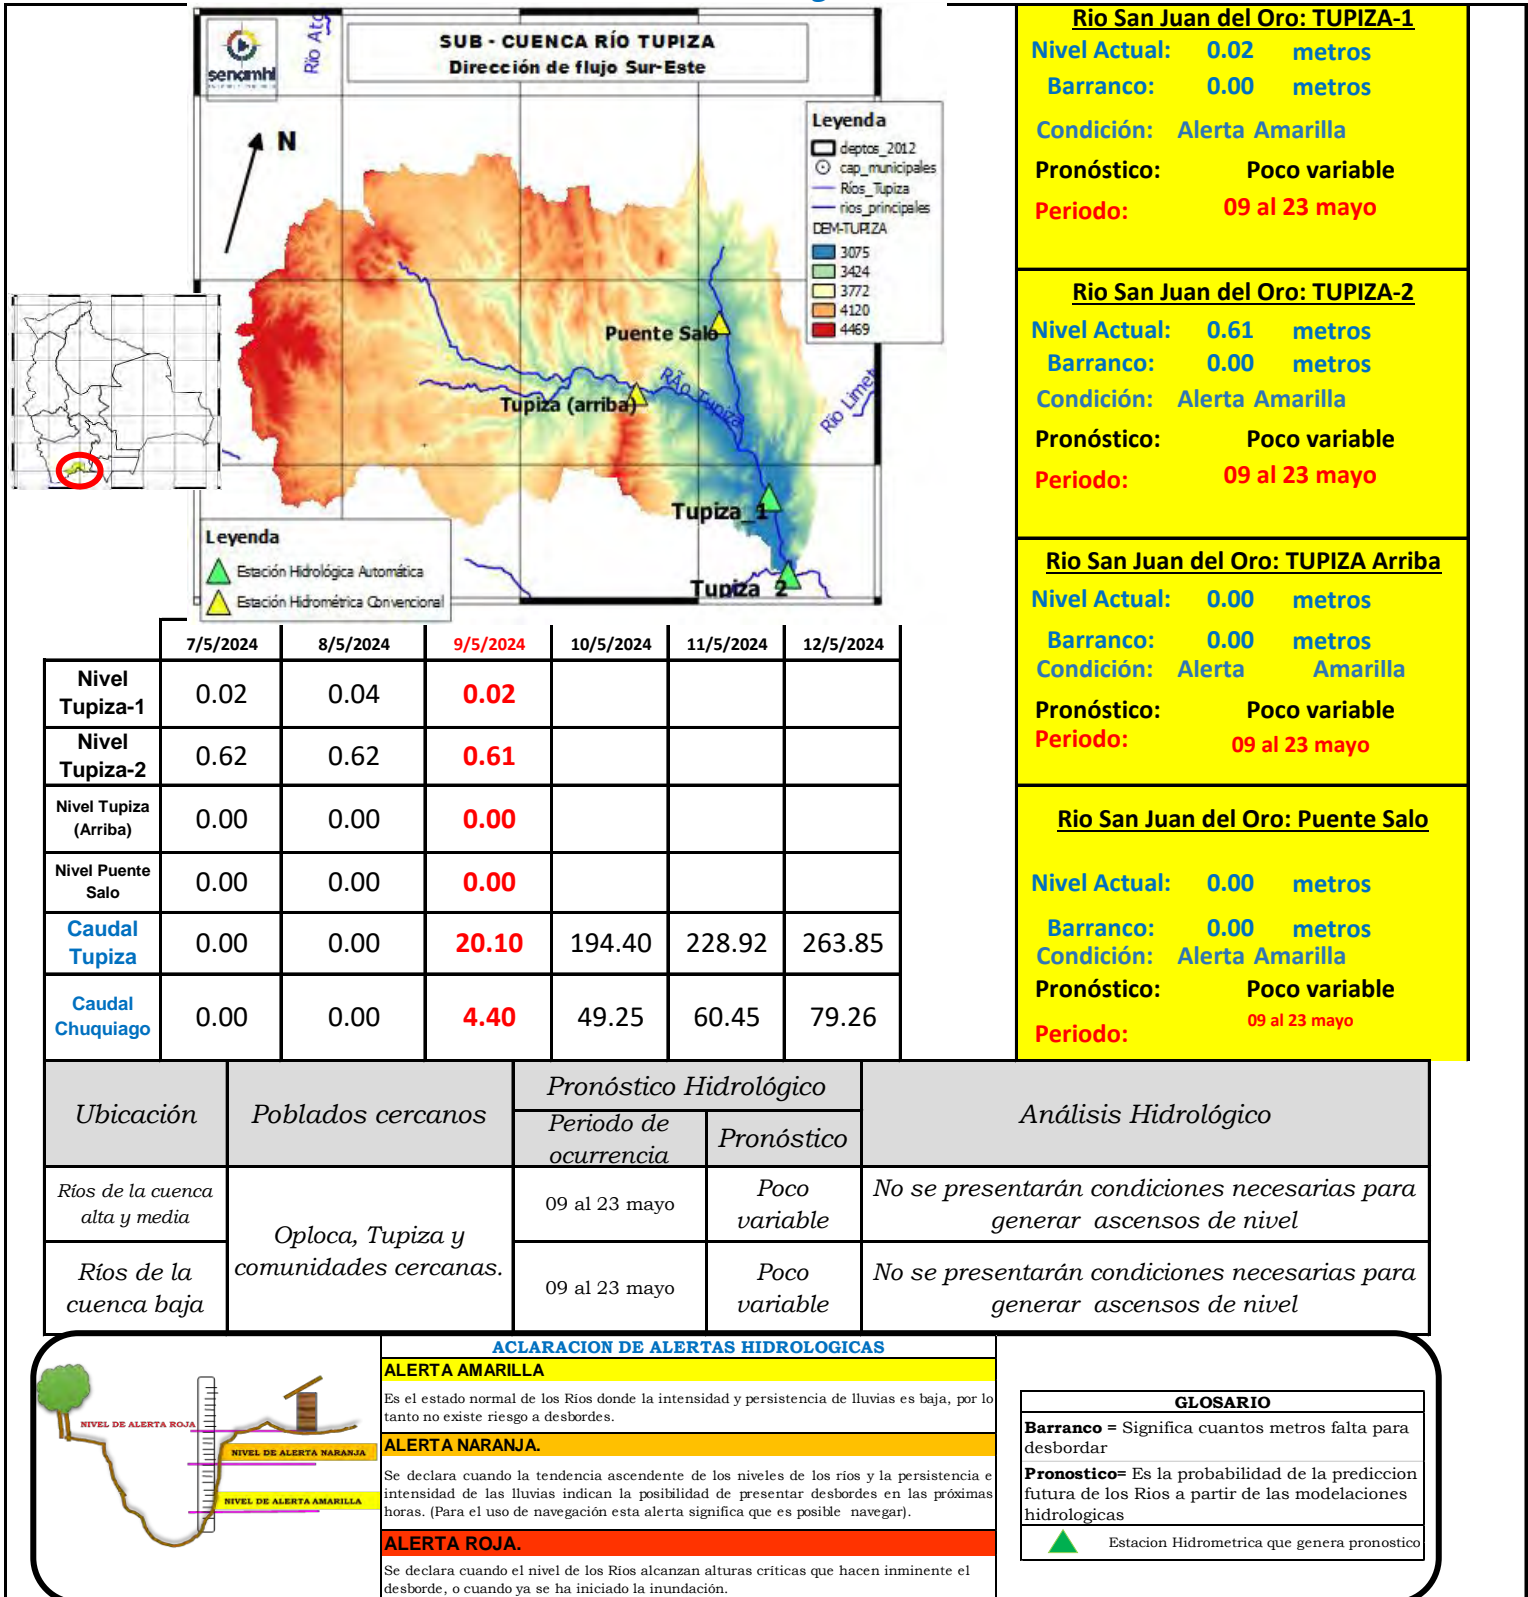 SUB - CUENCA RÍO TUPIZA
Dirección de flujo Sur-Este
senamhi
Río Ato
N
Leyenda
deptos_2012
cap_municipales
Ríos_Tupiza
rios_principales
DEM-TUPIZA
3075
3424
3772
4120
4469
Puente Salo
RÃo Tupiza
Tupiza (arriba)
Rio Limet
Tupiza_1
Tupiza_2
Leyenda
Estación Hidrológica Automática
Estación Hidrométrica Convencional
Rio San Juan del Oro: TUPIZA-1
Nivel Actual: 0.02 metros
Barranco: 0.00 metros
Condición: Alerta Amarilla
Pronóstico: Poco variable
Periodo: 09 al 23 mayo
Rio San Juan del Oro: TUPIZA-2
Nivel Actual: 0.61 metros
Barranco: 0.00 metros
Condición: Alerta Amarilla
Pronóstico: Poco variable
Periodo: 09 al 23 mayo
Rio San Juan del Oro: TUPIZA Arriba
Nivel Actual: 0.00 metros
Barranco: 0.00 metros
Condición: Alerta Amarilla
Pronóstico: Poco variable
Periodo: 09 al 23 mayo
Rio San Juan del Oro: Puente Salo
Nivel Actual: 0.00 metros
Barranco: 0.00 metros
Condición: Alerta Amarilla
Pronóstico: Poco variable
Periodo: 09 al 23 mayo
7/5/2024 8/5/2024 9/5/2024 10/5/2024 11/5/2024 12/5/2024
Nivel
Tupiza-1 0.02 0.04 0.02
Nivel
Tupiza-2 0.62 0.62 0.61
Nivel Tupiza
(Arriba) 0.00 0.00 0.00
Nivel Puente
Salo 0.00 0.00 0.00
Caudal
Tupiza 0.00 0.00 20.10 194.40 228.92 263.85
Caudal
Chuquiago 0.00 0.00 4.40 49.25 60.45 79.26
Ubicación
Poblados cercanos
Pronóstico Hidrológico
Periodo de
ocurrencia
Pronóstico
Análisis Hidrológico
Ríos de la cuenca
alta y media
Oploca, Tupiza y
comunidades cercanas.
09 al 23 mayo
Poco
variable
No se presentarán condiciones necesarias para
generar ascensos de nivel
Ríos de la
cuenca baja
09 al 23 mayo
Poco
variable
No se presentarán condiciones necesarias para
generar ascensos de nivel
NIVEL DE ALERTA ROJA
NIVEL DE ALERTA NARANJA
NIVEL DE ALERTA AMARILLA
ACLARACION DE ALERTAS HIDROLOGICAS
ALERTA AMARILLA
Es el estado normal de los Ríos donde la intensidad y persistencia de lluvias es baja, por lo
tanto no existe riesgo a desbordes.
ALERTA NARANJA.
Se declara cuando la tendencia ascendente de los niveles de los ríos y la persistencia e
intensidad de las lluvias indican la posibilidad de presentar desbordes en las próximas
horas. (Para el uso de navegación esta alerta significa que es posible navegar).
ALERTA ROJA.
Se declara cuando el nivel de los Ríos alcanzan alturas críticas que hacen inminente el
desborde, o cuando ya se ha iniciado la inundación.
GLOSARIO
Barranco = Significa cuantos metros falta para
desbordar
Pronostico= Es la probabilidad de la prediccion
futura de los Rios a partir de las modelaciones
hidrologicas
Estacion Hidrometrica que genera pronostico